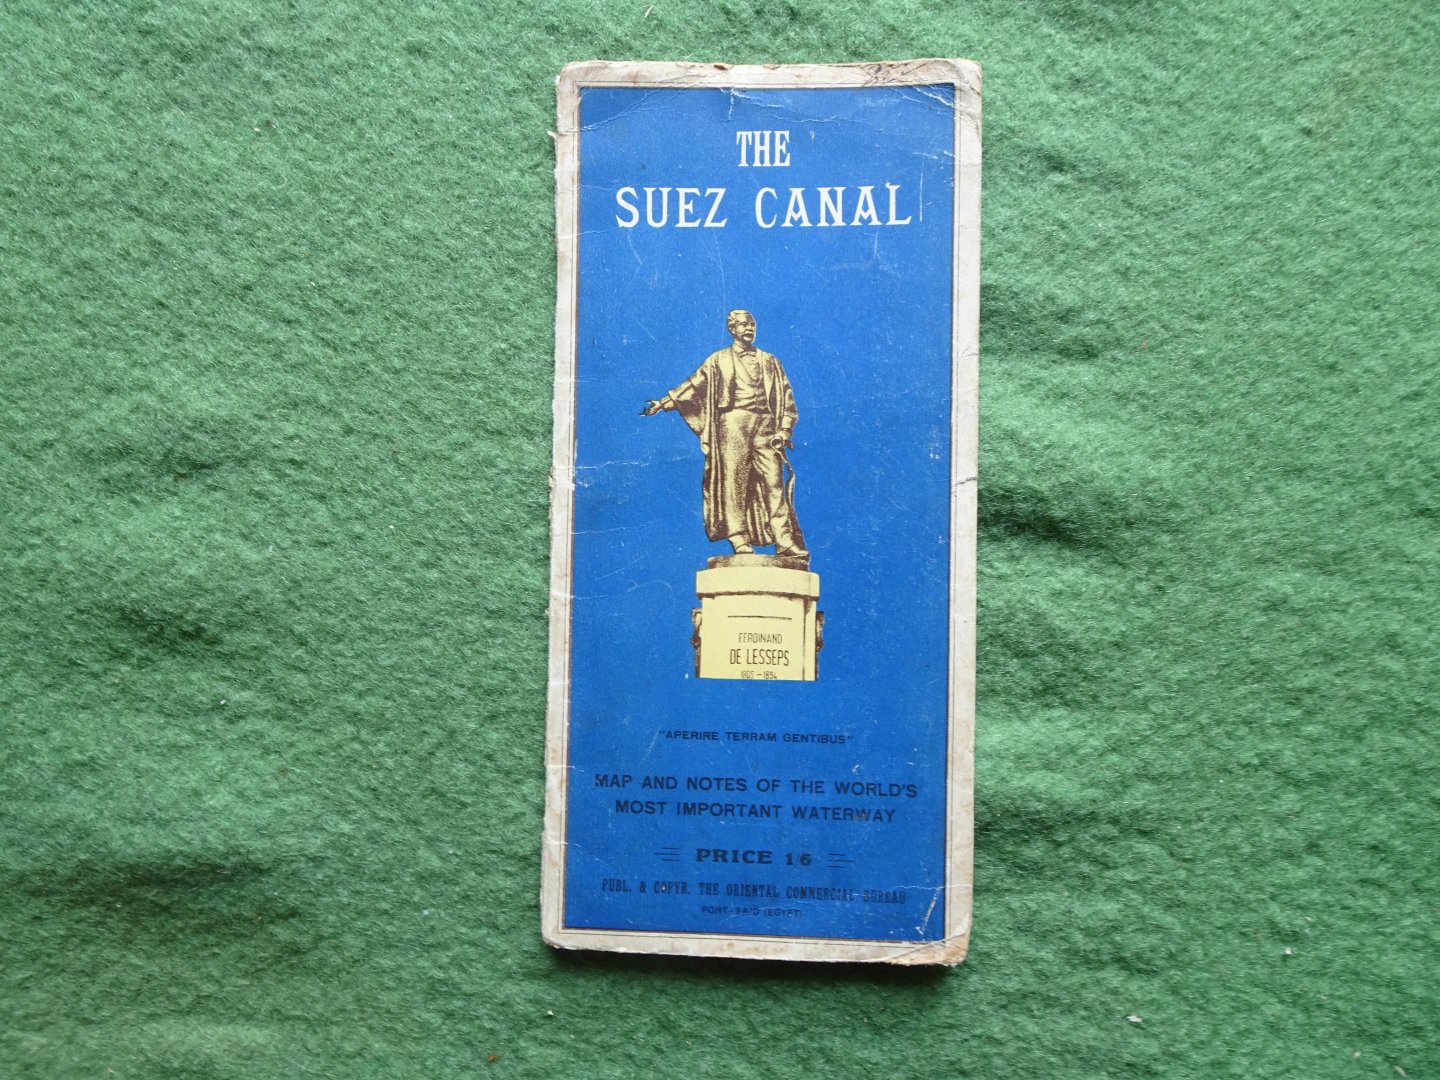 THE
SUEZ CANAL
FERDINAND
DE LESSEPS
1805 - 1894
"APERIRE TERRAM GENTIBUS"
MAP AND NOTES OF THE WORLD'S
MOST IMPORTANT WATERWAY
PRICE 16
PUBL. & COPYR. THE ORIENTAL COMMERCIAL BUREAU
PORT-SAID (EGYPT)